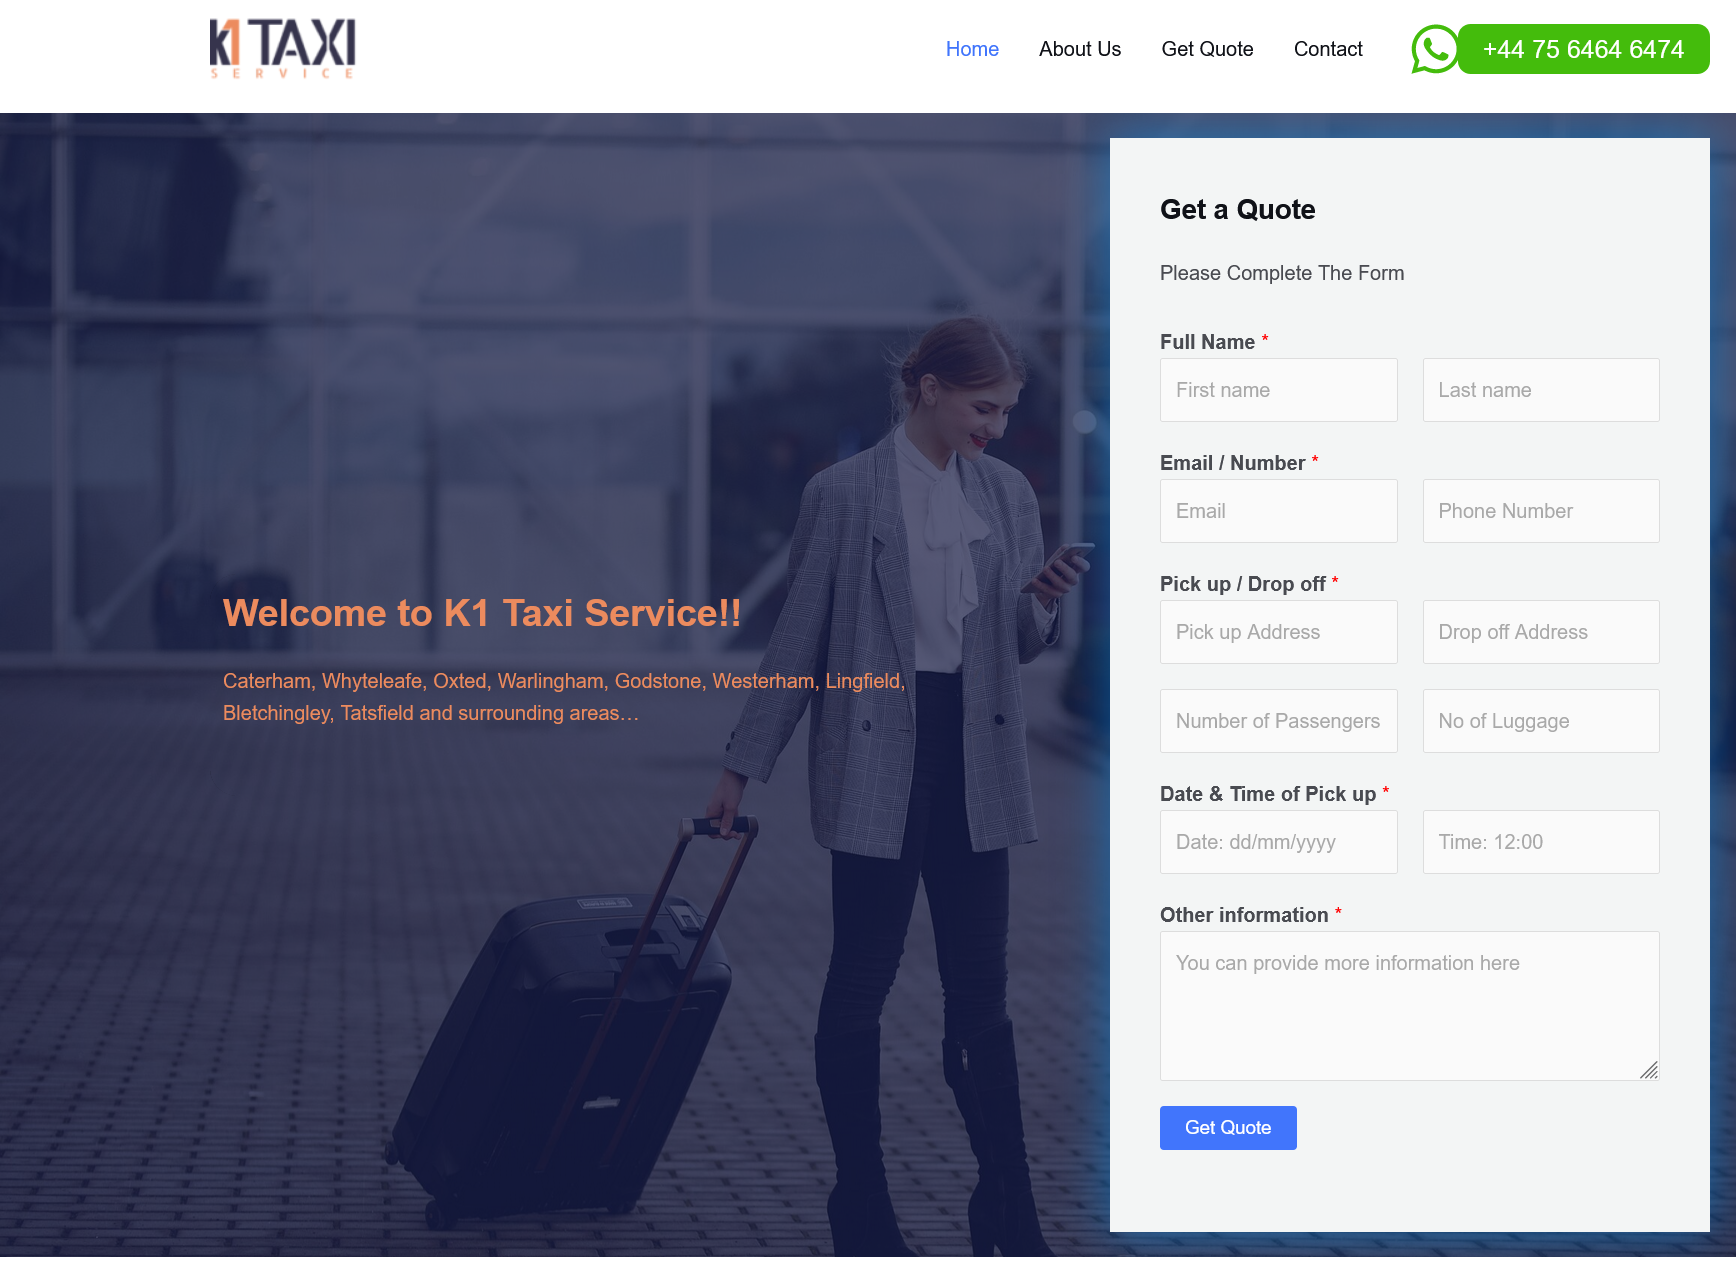 K1 TAXI
SERVICE
Home
About Us
Get Quote
Contact
+44 75 6464 6474
Welcome to K1 Taxi Service!!
Caterham, Whyteleafe, Oxted, Warlingham, Godstone, Westerham, Lingfield,
Bletchingley, Tatsfield and surrounding areas…
Get a Quote
Please Complete The Form
Full Name *
First name
Last name
Email / Number *
Email
Phone Number
Pick up / Drop off *
Pick up Address
Drop off Address
Number of Passengers
No of Luggage
Date & Time of Pick up *
Date: dd/mm/yyyy
Time: 12:00
Other information *
You can provide more information here
Get Quote